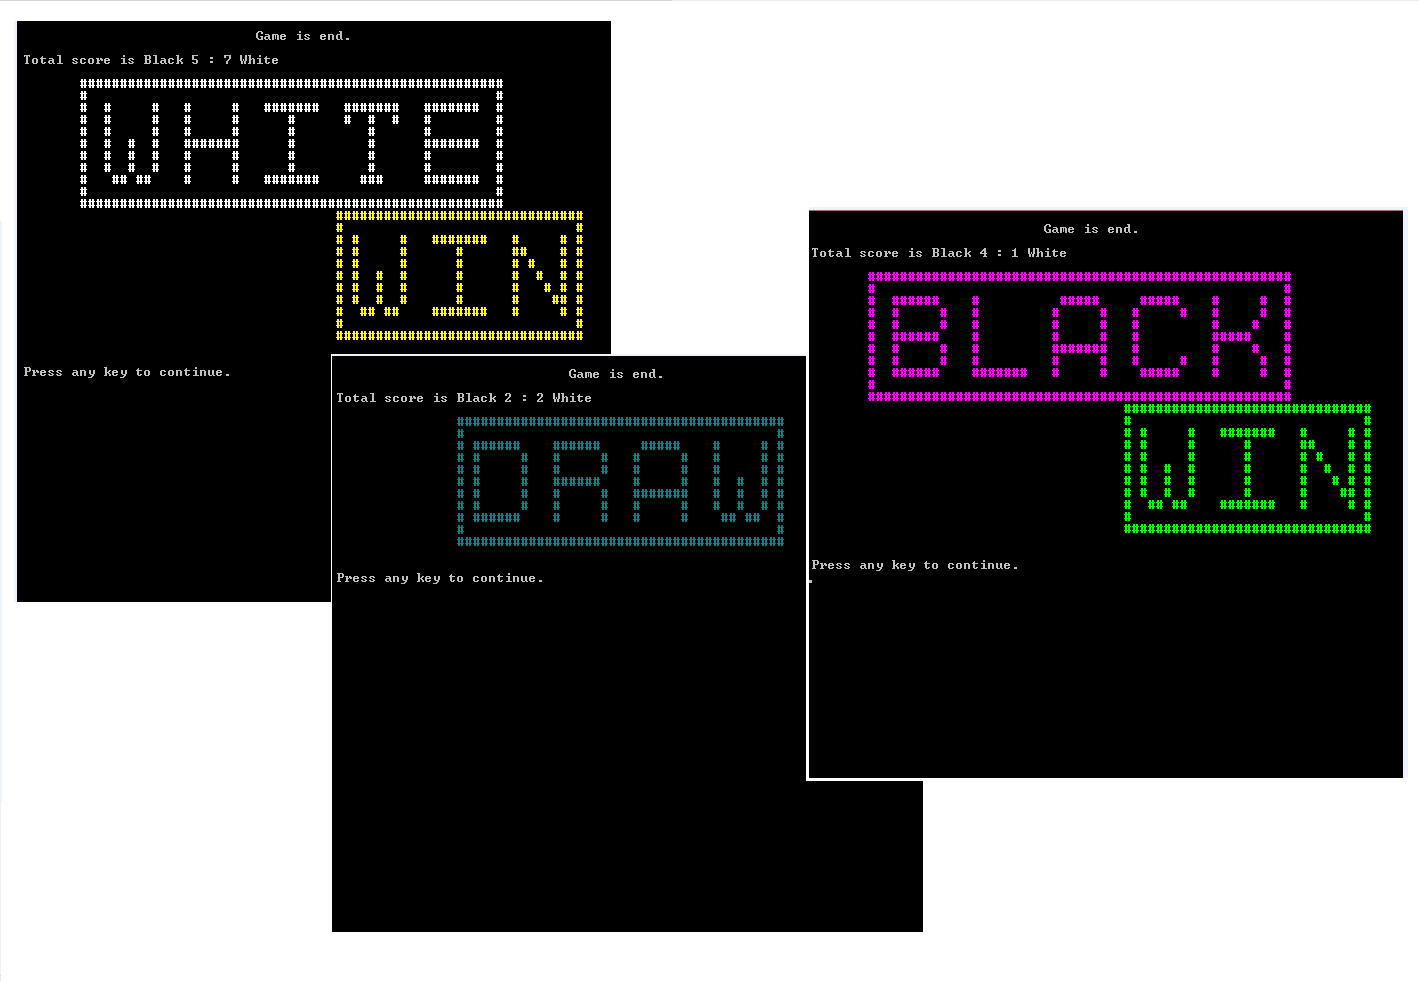 Game is end.
Total score is Black 5 : 7 White
WHITE
WIN
Press any key to continue.
Game is end.
Total score is Black 2 : 2 White
DRAW
Press any key to continue.
Game is end.
Total score is Black 4 : 1 White
BLACK
WIN
Press any key to continue.